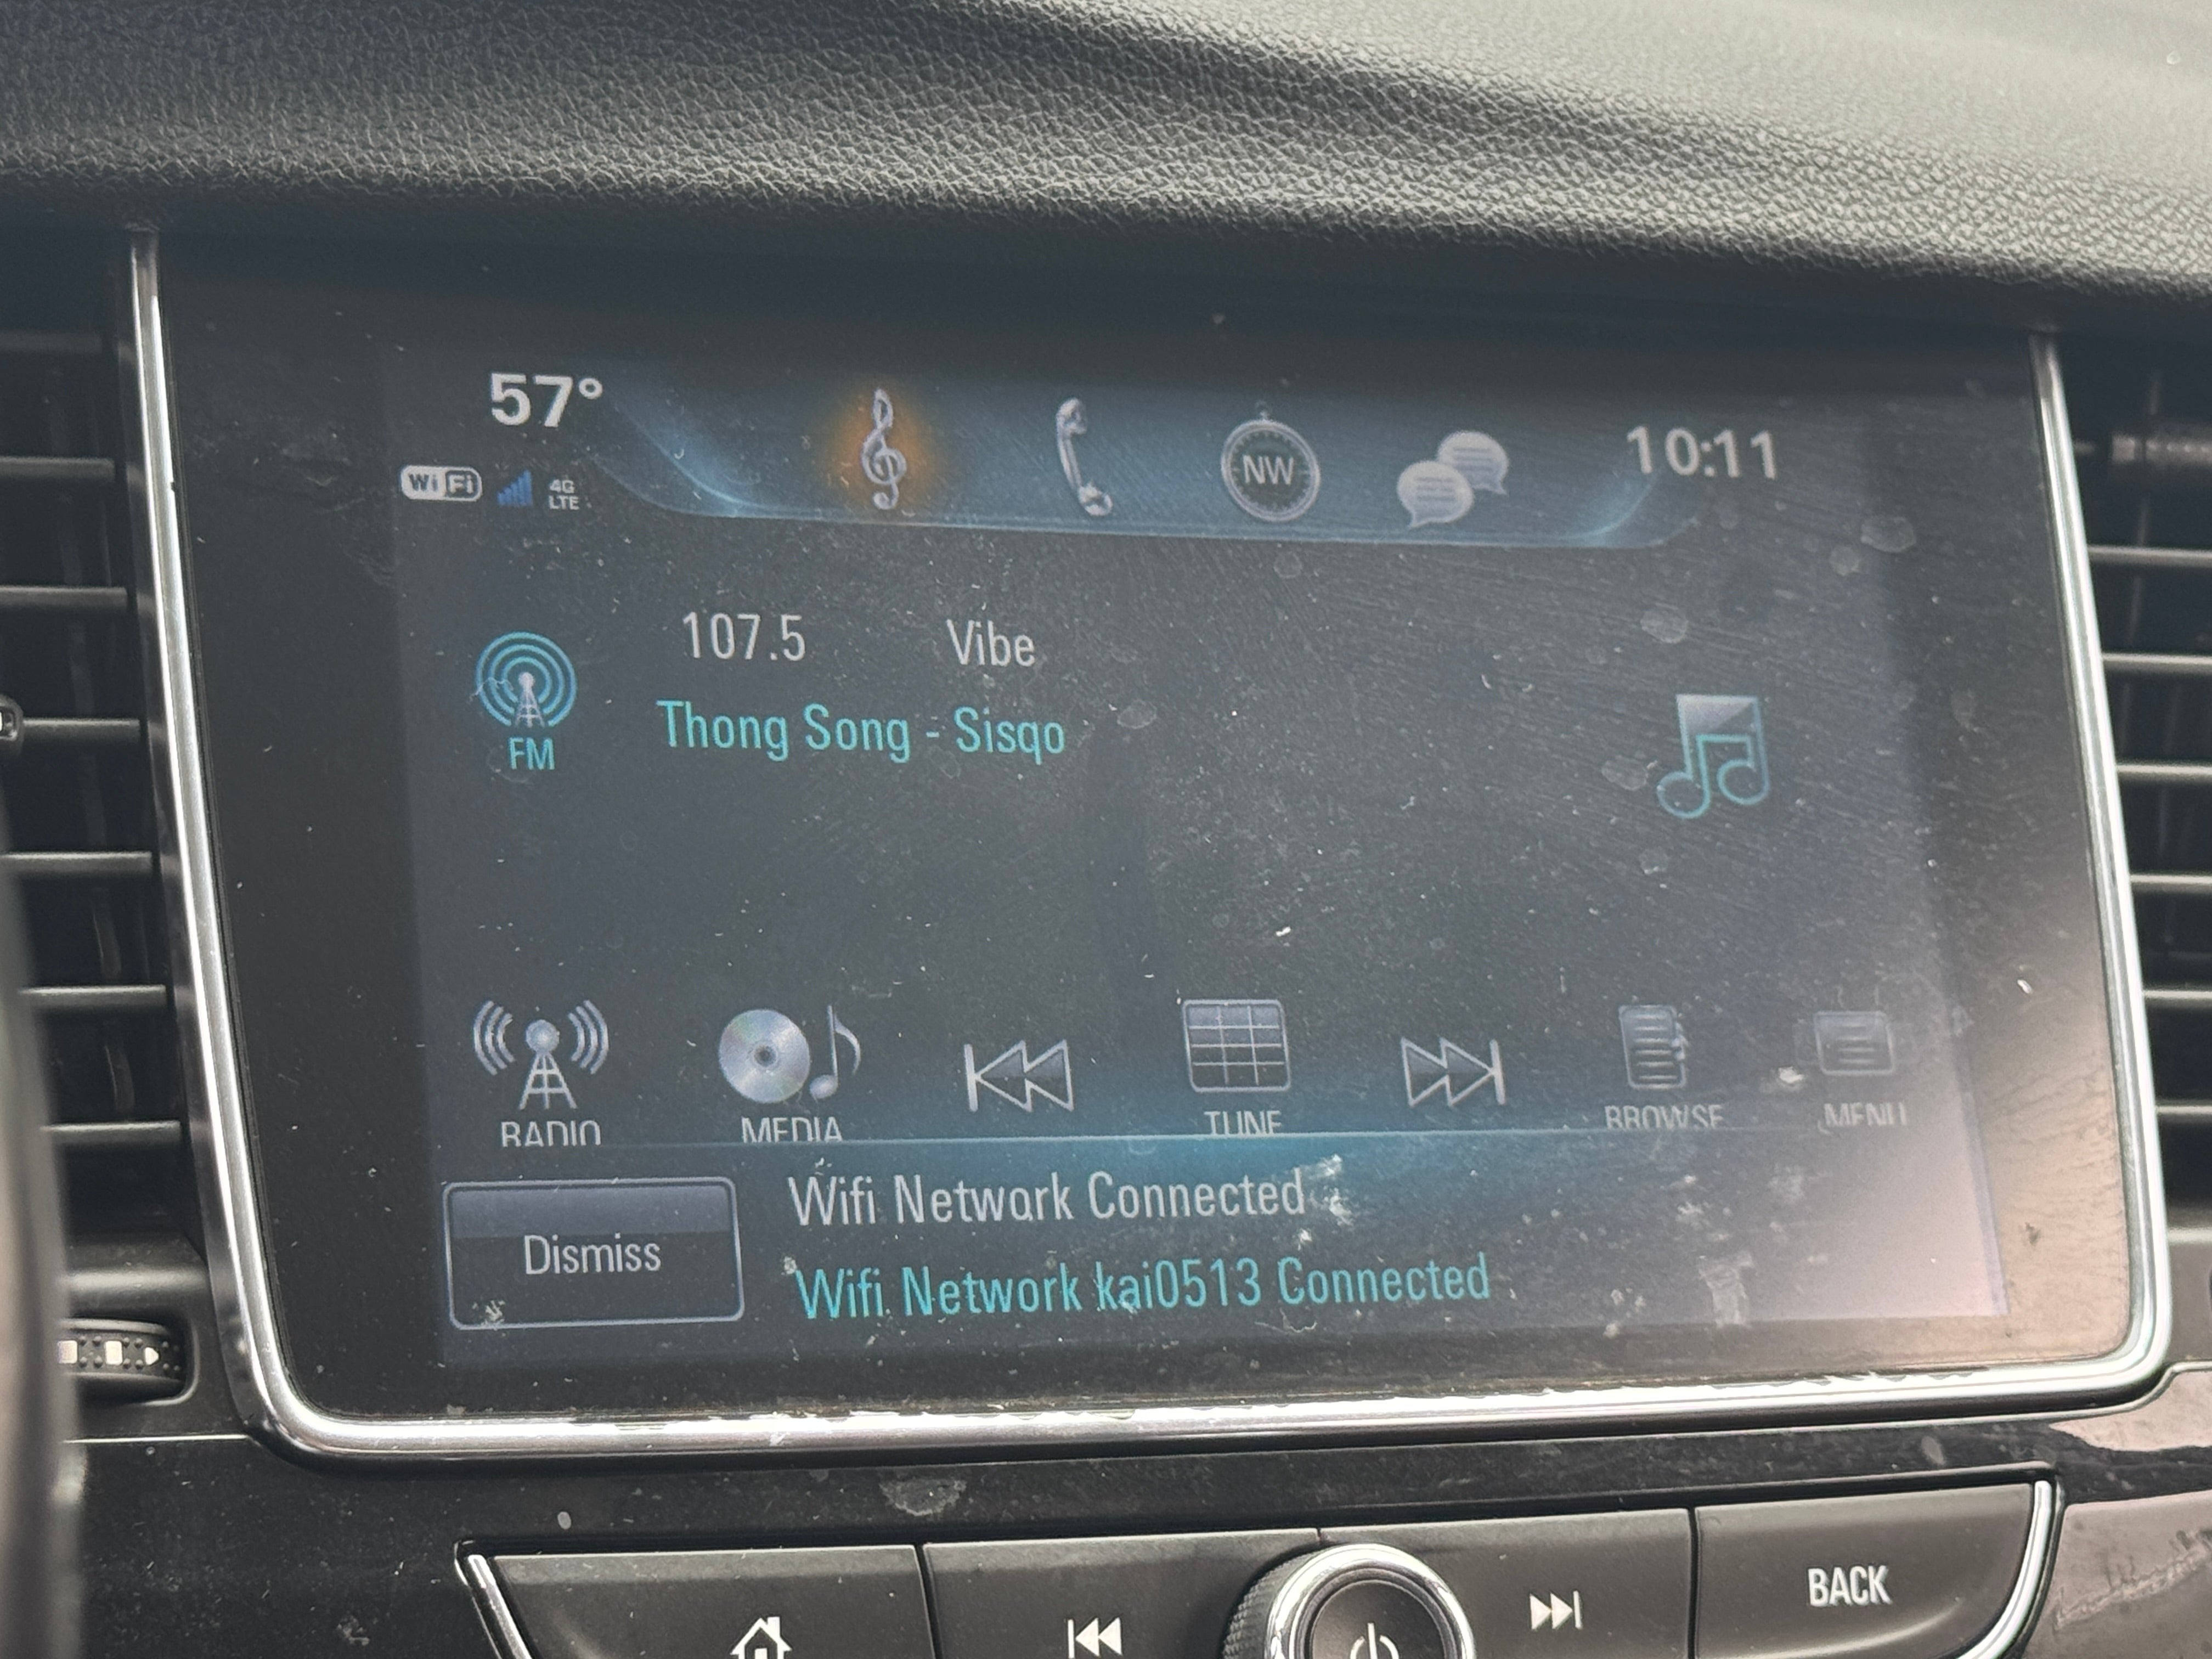 57°
NW
10:11
WiFi
4G
LTE
107.5 Vibe
FM
Thong Song - Sisqo
RADIO
MEDIA
TUNE
BROWSE
MENU
Dismiss
Wifi Network Connected
Wifi Network kai0513 Connected
BACK